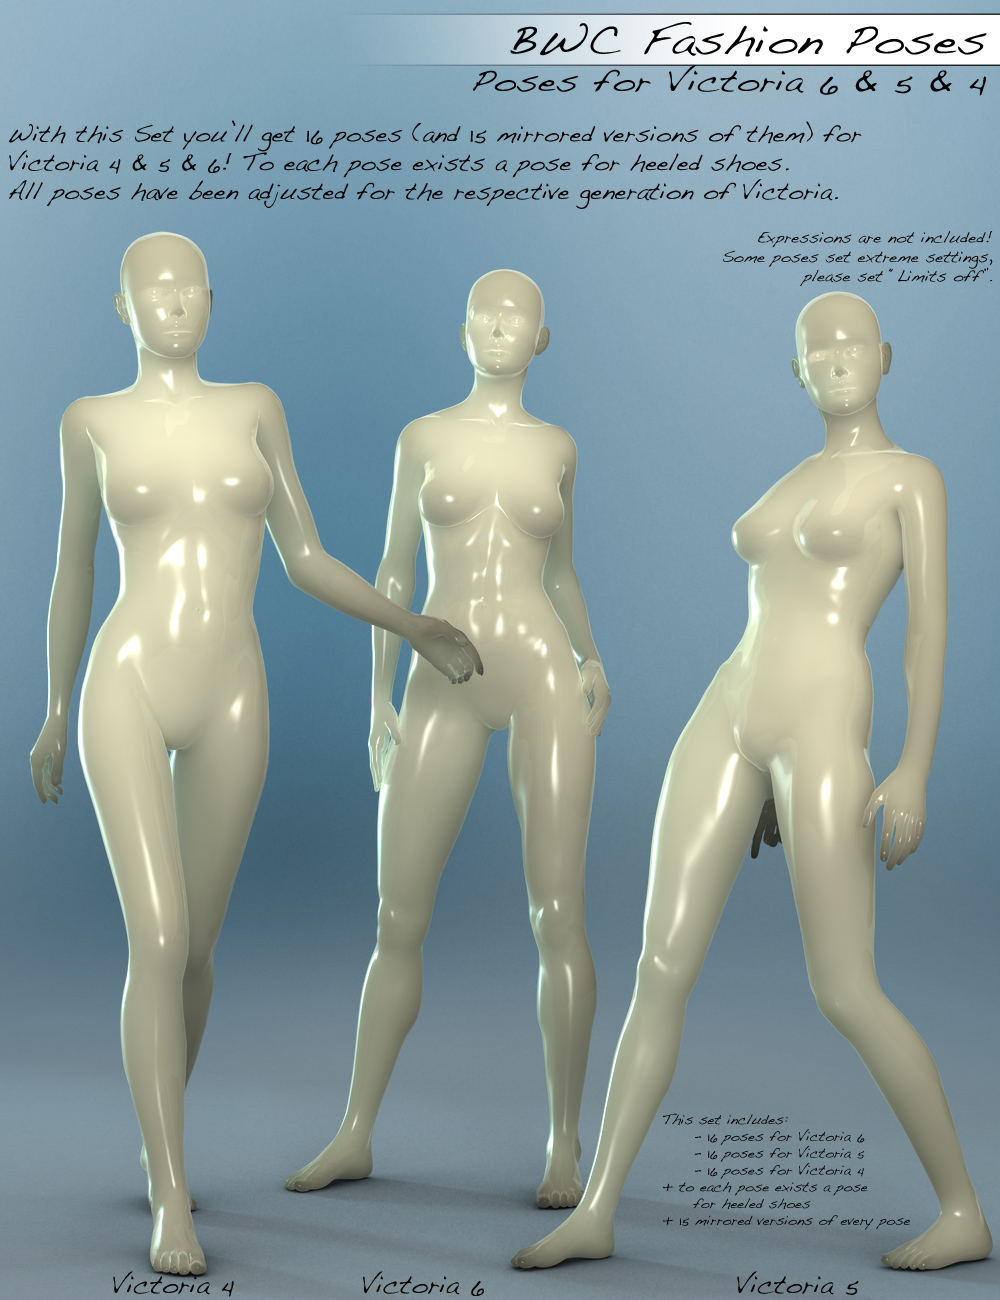 BWC Fashion Poses
Poses for Victoria 6 & 5 & 4
With this Set you'll get 16 poses (and 15 mirrored versions of them) for
Victoria 4 & 5 & 6! To each pose exists a pose for heeled shoes.
All poses have been adjusted for the respective generation of Victoria.
Expressions are not included!
Some poses set extreme settings,
please set " Limits off".
This set includes:
- 16 poses for Victoria 6
- 16 poses for Victoria 5
- 16 poses for Victoria 4
+ to each pose exists a pose
for heeled shoes
+ 15 mirrored versions of every pose
Victoria 4
Victoria 6
Victoria 5